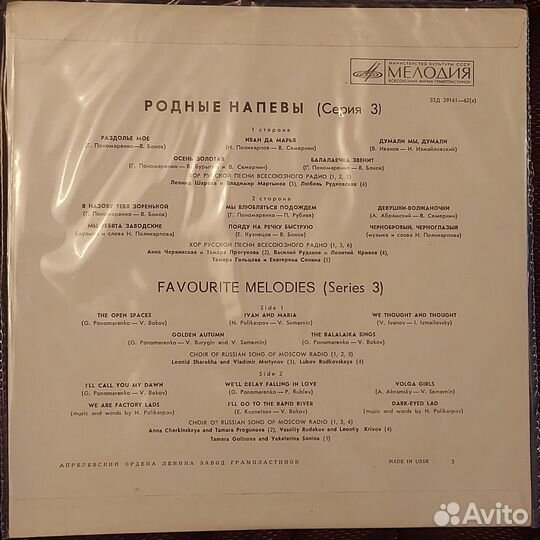 МИНИСТЕРСТВО КУЛЬТУРЫ СССР
МЕЛОДИЯ
ВСЕСОЮЗНАЯ ФИРМА ГРАМПЛАСТИНОК
33Д 29161—62(a)
РОДНЫЕ НАПЕВЫ (Серия 3)
1 сторона
РАЗДОЛЬЕ МОЕ ИВАН ДА МАРЬЯ ДУМАЛИ МЫ, ДУМАЛИ
(Г. Пономаренко—В. Боков) (Н. Поликарпов — В. Семернин) (В. Иванов — И. Измайловский)
ОСЕНЬ ЗОЛОТАЯ БАЛАЛАЕЧКА ЗВЕНИТ
(Г. Пономаренко — В. Бурыгин и В. Семернин) (Г. Пономаренко — В. Боков)
ХОР РУССКОЙ ПЕСНИ ВСЕСОЮЗНОГО РАДИО (1, 2, 5)
Леонид Шарохa и Владимир Мартынов (3), Любовь Рудковская (4)
2 сторона
Я НАЗОВУ ТЕБЯ ЗОРЕНЬКОЙ МЫ ВЛЮБЛЯТЬСЯ ПОДОЖДЕМ ДЕВУШКИ-ВОЛЖАНОЧКИ
(Г. Пономаренко — В. Боков) (Г. Пономаренко — П. Рублев) (А. Абрамский — В. Семернин)
МЫ РЕБЯТА ЗАВОДСКИЕ ПОЙДУ НА РЕЧКУ БЫСТРУЮ ЧЕРНОБРОВЫЙ, ЧЕРНОГЛАЗЫЙ
(музыка и слова Н. Поликарпова) (Е. Кузнецов — В. Боков) (музыка и слова Н. Поликарпова)
ХОР РУССКОЙ ПЕСНИ ВСЕСОЮЗНОГО РАДИО (1, 3, 6)
Анна Черкинская и Тамара Прогунова (2), Василий Рудаков и Леонтий Кривов (4),
Тамара Гольцова и Екатерина Сонина (5)
FAVOURITE MELODIES (Series 3)
Side 1
THE OPEN SPACES IVAN AND MARIA WE THOUGHT AND THOUGHT
(G. Ponomarenko — V. Bokov) (N. Polikarpov — V. Semernin) (V. Ivanov — I. Izmailovsky)
GOLDEN AUTUMN THE BALALAIKA SINGS
(G. Ponomarenko — V. Burygin and V. Semernin) (G. Ponomarenko — V. Bokov)
CHOIR OF RUSSIAN SONG OF MOSCOW RADIO (1, 2, 5)
Leonid Sharokha and Vladimir Martynov (3), Lubov Rudkovskaya (4)
Side 2
I'LL CALL YOU MY DAWN WE'LL DELAY FALLING IN LOVE VOLGA GIRLS
(G. Ponomarenko — V. Bokov) (G. Ponomarenko — P. Rublev) (A. Abramsky — V. Semernin)
WE ARE FACTORY LADS I'LL GO TO THE RAPID RIVER DARK-EYED LAD
(music and words by N. Polikarpov) (E. Kuznetsov — V. Bokov) (music and words by N. Polikarpov)
CHOIR OF RUSSIAN SONG OF MOSCOW RADIO (1, 3, 6)
Anna Cherkinskaya and Tamara Progunova (2), Vassiliy Rudakov and Leontiy Krivov (4)
Tamara Goltsova and Yekaterina Sonina (5)
АПРЕЛЕВСКИЙ ОРДЕНА ЛЕНИНА ЗАВОД ГРАМПЛАСТИНОК MADE IN USSR 3
Avito